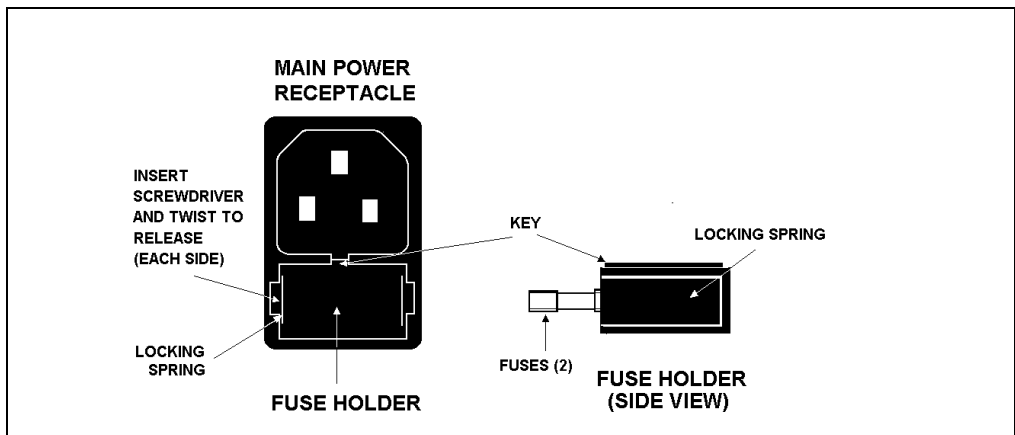 MAIN POWER
RECEPTACLE
INSERT
SCREWDRIVER
AND TWIST TO
RELEASE
(EACH SIDE)
LOCKING
SPRING
FUSE HOLDER
KEY
LOCKING SPRING
FUSES (2)
FUSE HOLDER
(SIDE VIEW)